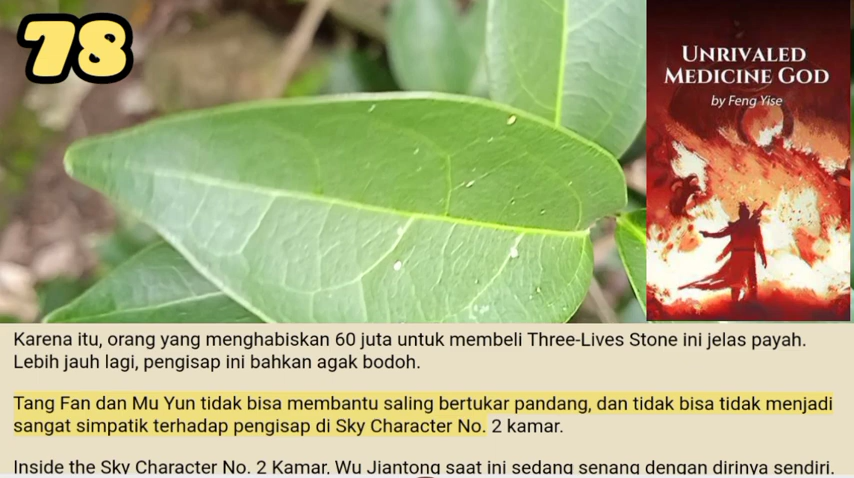 78
UNRIVALED
MEDICINE GOD
by Feng Yise
Karena itu, orang yang menghabiskan 60 juta untuk membeli Three-Lives Stone ini jelas payah.
Lebih jauh lagi, pengisap ini bahkan agak bodoh.
Tang Fan dan Mu Yun tidak bisa membantu saling bertukar pandang, dan tidak bisa tidak menjadi
sangat simpatik terhadap pengisap di Sky Character No. 2 kamar.
Inside the Sky Character No. 2 Kamar, Wu Jiantong saat ini sedang senang dengan dirinya sendiri.